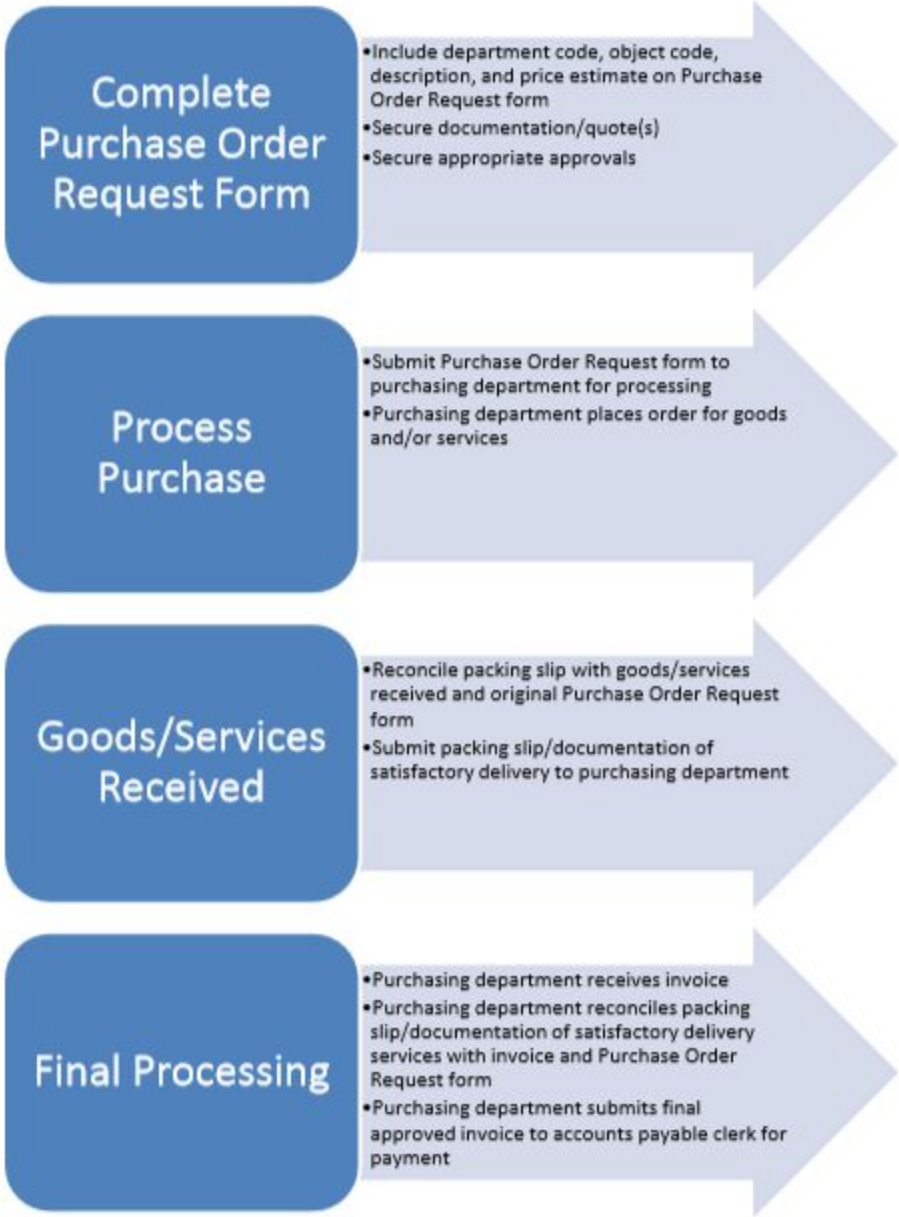 Complete
Purchase Order
Request Form
•Include department code, object code,
description, and price estimate on Purchase
Order Request form
•Secure documentation/quote(s)
•Secure appropriate approvals
Process
Purchase
•Submit Purchase Order Request form to
purchasing department for processing
•Purchasing department places order for goods
and/or services
Goods/Services
Received
•Reconcile packing slip with goods/services
received and original Purchase Order Request
form
•Submit packing slip/documentation of
satisfactory delivery to purchasing department
Final Processing
•Purchasing department receives invoice
•Purchasing department reconciles packing
slip/documentation of satisfactory delivery
services with invoice and Purchase Order
Request form
•Purchasing department submits final
approved invoice to accounts payable clerk for
payment